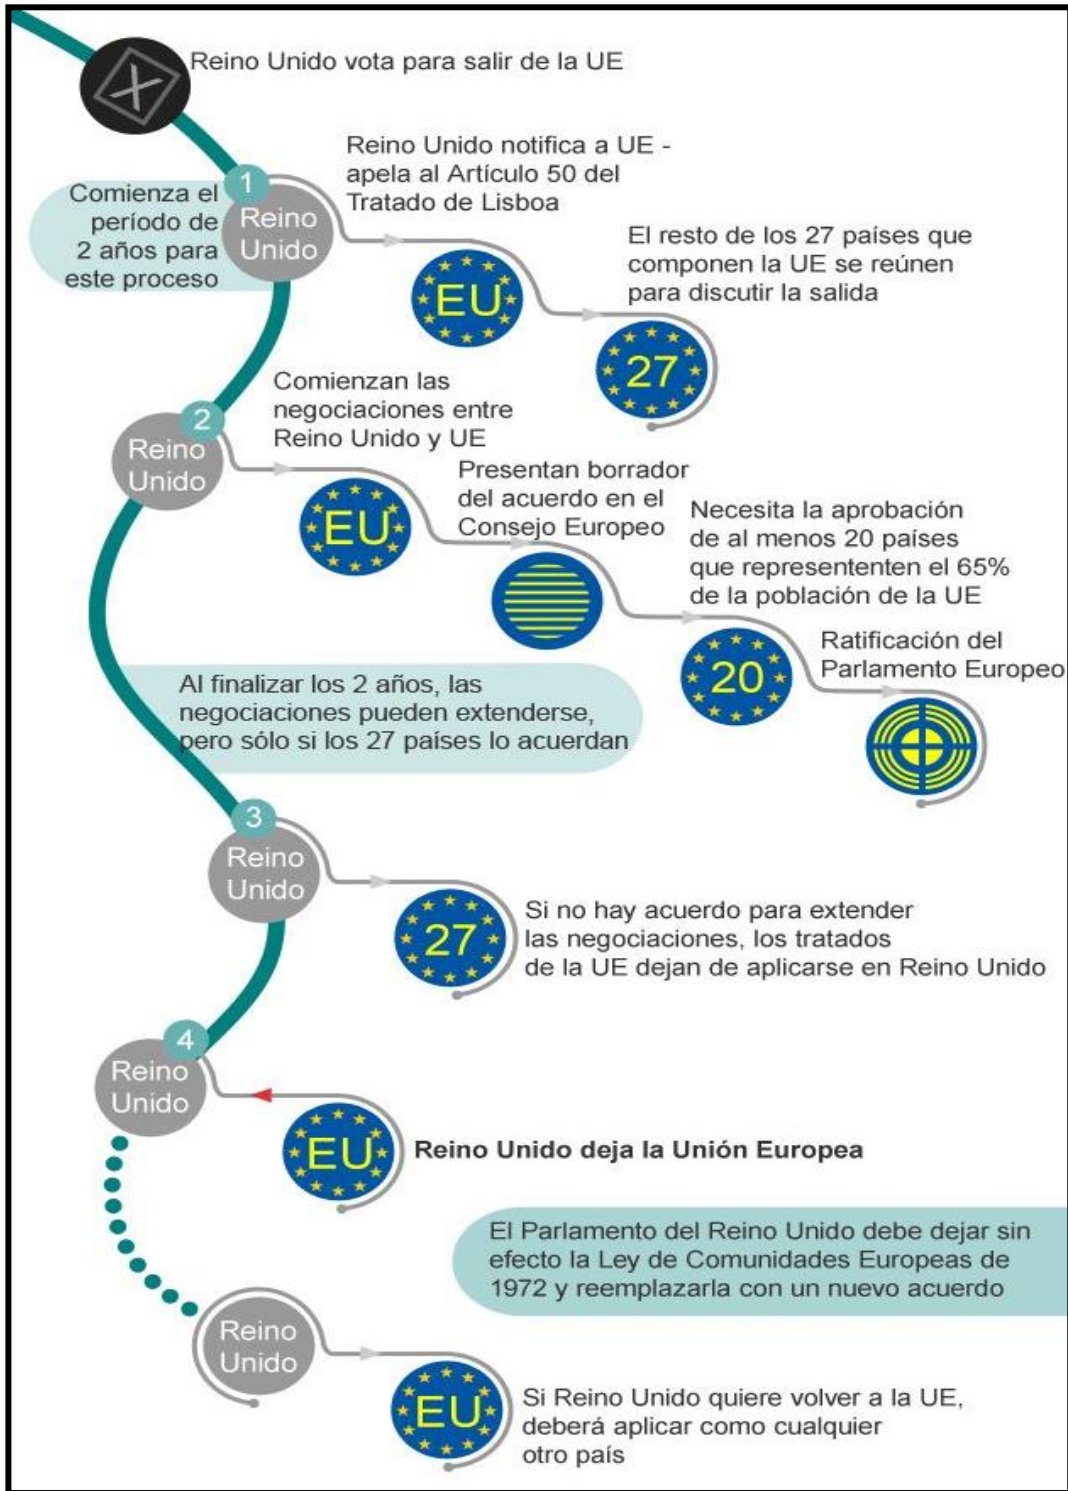 Reino Unido vota para salir de la UE
1
Reino
Unido
Comienza el
período de
2 años para
este proceso
Reino Unido notifica a UE -
apela al Artículo 50 del
Tratado de Lisboa
EU
El resto de los 27 países que
componen la UE se reúnen
para discutir la salida
27
2
Reino
Unido
Comienzan las
negociaciones entre
Reino Unido y UE
EU
Presentan borrador
del acuerdo en el
Consejo Europeo
Necesita la aprobación
de al menos 20 países
que represententen el 65%
de la población de la UE
20
Ratificación del
Parlamento Europeo
Al finalizar los 2 años, las
negociaciones pueden extenderse,
pero sólo si los 27 países lo acuerdan
3
Reino
Unido
27
Si no hay acuerdo para extender
las negociaciones, los tratados
de la UE dejan de aplicarse en Reino Unido
4
Reino
Unido
EU
Reino Unido deja la Unión Europea
El Parlamento del Reino Unido debe dejar sin
efecto la Ley de Comunidades Europeas de
1972 y reemplazarla con un nuevo acuerdo
Reino
Unido
EU
Si Reino Unido quiere volver a la UE,
deberá aplicar como cualquier
otro país